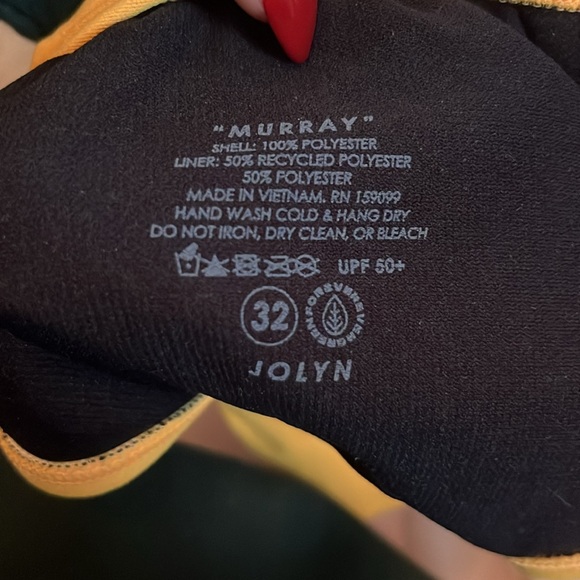 "MURRAY"
SHELL: 100% POLYESTER
LINER: 50% RECYCLED POLYESTER
50% POLYESTER
MADE IN VIETNAM. RN 159099
HAND WASH COLD & HANG DRY
DO NOT IRON, DRY CLEAN, OR BLEACH
UPF 50+
32
FOREVEREVERGREEN
JOLYN